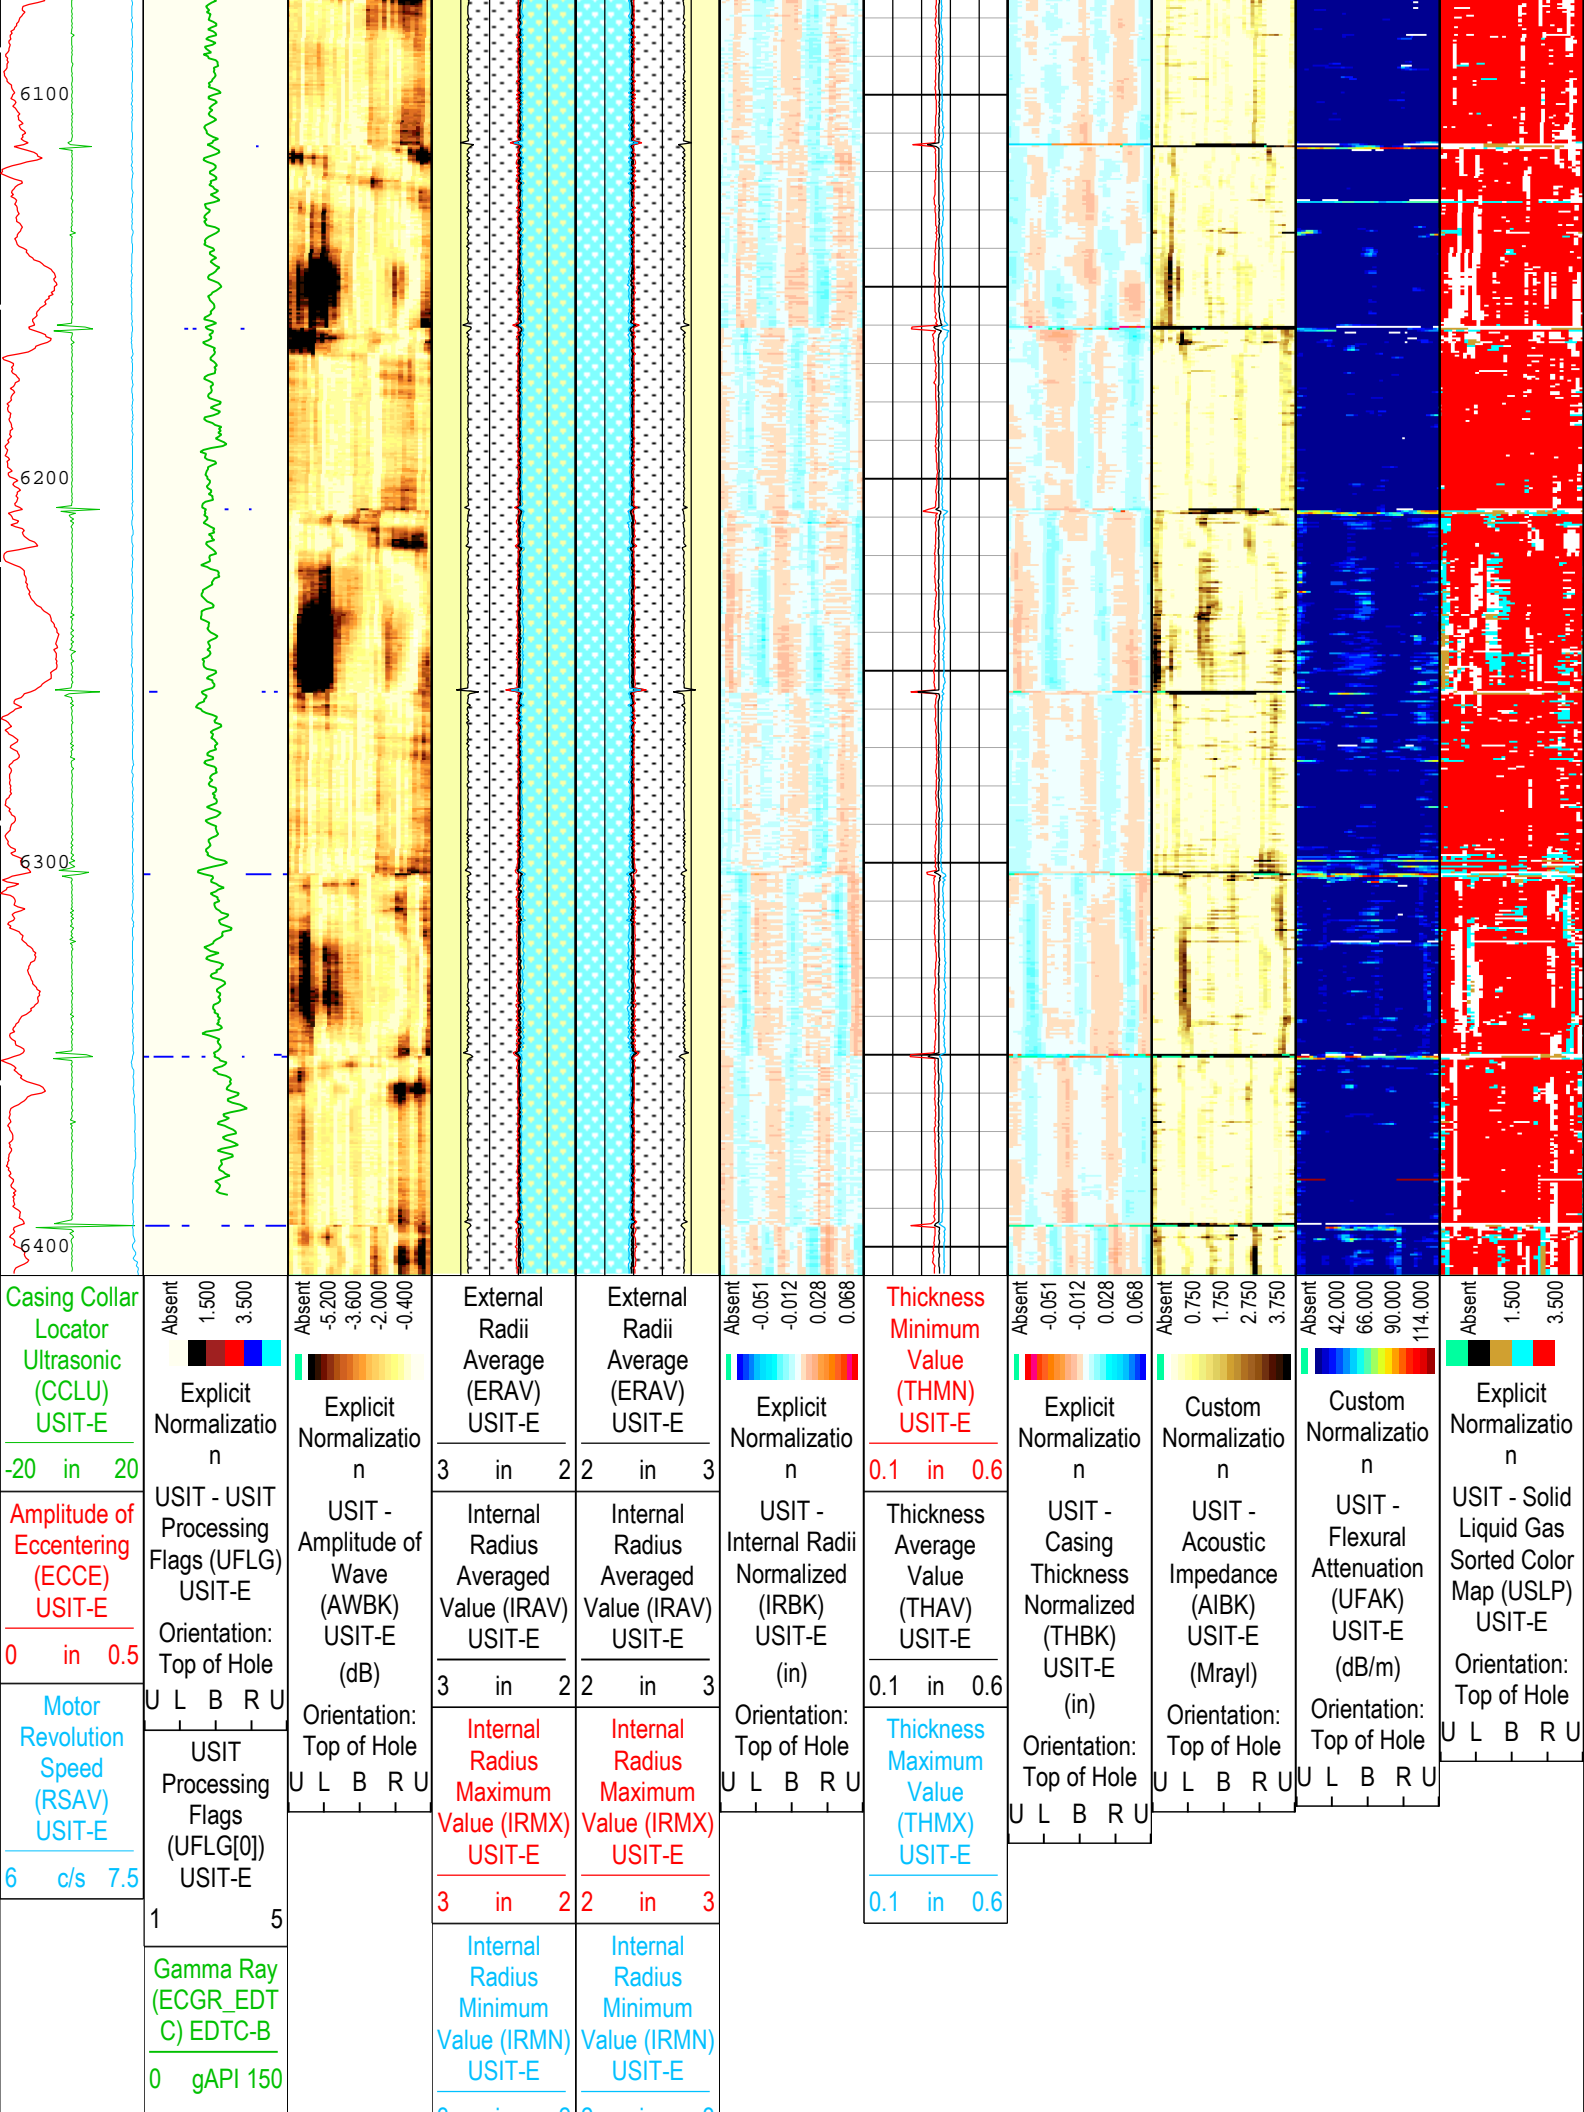 6100
6200
6300
6400
Casing Collar
Locator
Ultrasonic
(CCLU)
USIT-E
-20 in 20
Amplitude of
Eccentering
(ECCE)
USIT-E
0 in 0.5
Motor
Revolution
Speed
(RSAV)
USIT-E
6 c/s 7.5
Absent
1.500
3.500
Explicit
Normalizatio
n
USIT - USIT
Processing
Flags (UFLG)
USIT-E
Orientation:
Top of Hole
U L B R U
USIT
Processing
Flags
(UFLG[0])
USIT-E
1 5
Gamma Ray
(ECGR_EDT
C) EDTC-B
0 gAPI 150
Absent
-5.200
-3.600
-2.000
-0.400
Explicit
Normalizatio
n
USIT -
Amplitude of
Wave
(AWBK)
USIT-E
(dB)
Orientation:
Top of Hole
U L B R U
External
Radii
Average
(ERAV)
USIT-E
3 in 2
Internal
Radius
Averaged
Value (IRAV)
USIT-E
3 in 2
Internal
Radius
Maximum
Value (IRMX)
USIT-E
3 in 2
Internal
Radius
Minimum
Value (IRMN)
USIT-E
External
Radii
Average
(ERAV)
USIT-E
2 in 3
Internal
Radius
Averaged
Value (IRAV)
USIT-E
2 in 3
Internal
Radius
Maximum
Value (IRMX)
USIT-E
2 in 3
Internal
Radius
Minimum
Value (IRMN)
USIT-E
Absent
-0.051
-0.012
0.028
0.068
Explicit
Normalizatio
n
USIT -
Internal Radii
Normalized
(IRBK)
USIT-E
(in)
Orientation:
Top of Hole
U L B R U
Thickness
Minimum
Value
(THMN)
USIT-E
0.1 in 0.6
Thickness
Average
Value
(THAV)
USIT-E
0.1 in 0.6
Thickness
Maximum
Value
(THMX)
USIT-E
0.1 in 0.6
Absent
-0.051
-0.012
0.028
0.068
Explicit
Normalizatio
n
USIT -
Casing
Thickness
Normalized
(THBK)
USIT-E
(in)
Orientation:
Top of Hole
U L B R U
Absent
0.750
1.750
2.750
3.750
Custom
Normalizatio
n
USIT -
Acoustic
Impedance
(AIBK)
USIT-E
(Mrayl)
Orientation:
Top of Hole
U L B R U
Absent
42.000
66.000
90.000
114.000
Custom
Normalizatio
n
USIT -
Flexural
Attenuation
(UFAK)
USIT-E
(dB/m)
Orientation:
Top of Hole
U L B R U
Absent
1.500
3.500
Explicit
Normalizatio
n
USIT - Solid
Liquid Gas
Sorted Color
Map (USLP)
USIT-E
Orientation:
Top of Hole
U L B R U